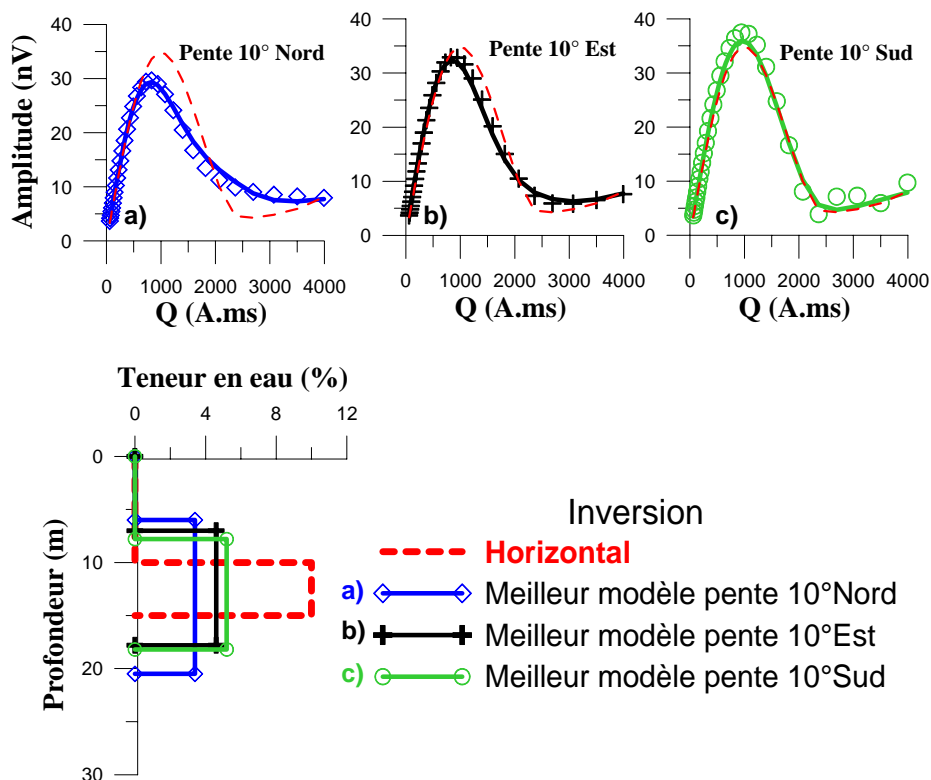 a)
b)
c)
Amplitude (nV)
40
30
20
10
0
Pente 10° Nord
a)
0 1000 2000 3000 4000
Q (A.ms)
40
30
20
10
0
Pente 10° Est
b)
0 1000 2000 3000 4000
Q (A.ms)
40
30
20
10
0
Pente 10° Sud
c)
0 1000 2000 3000 4000
Q (A.ms)
Teneur en eau (%)
0 4 8 12
Profondeur (m)
0
10
20
30
Inversion
Horizontal
a) Meilleur modèle pente 10°Nord
b) Meilleur modèle pente 10°Est
c) Meilleur modèle pente 10°Sud